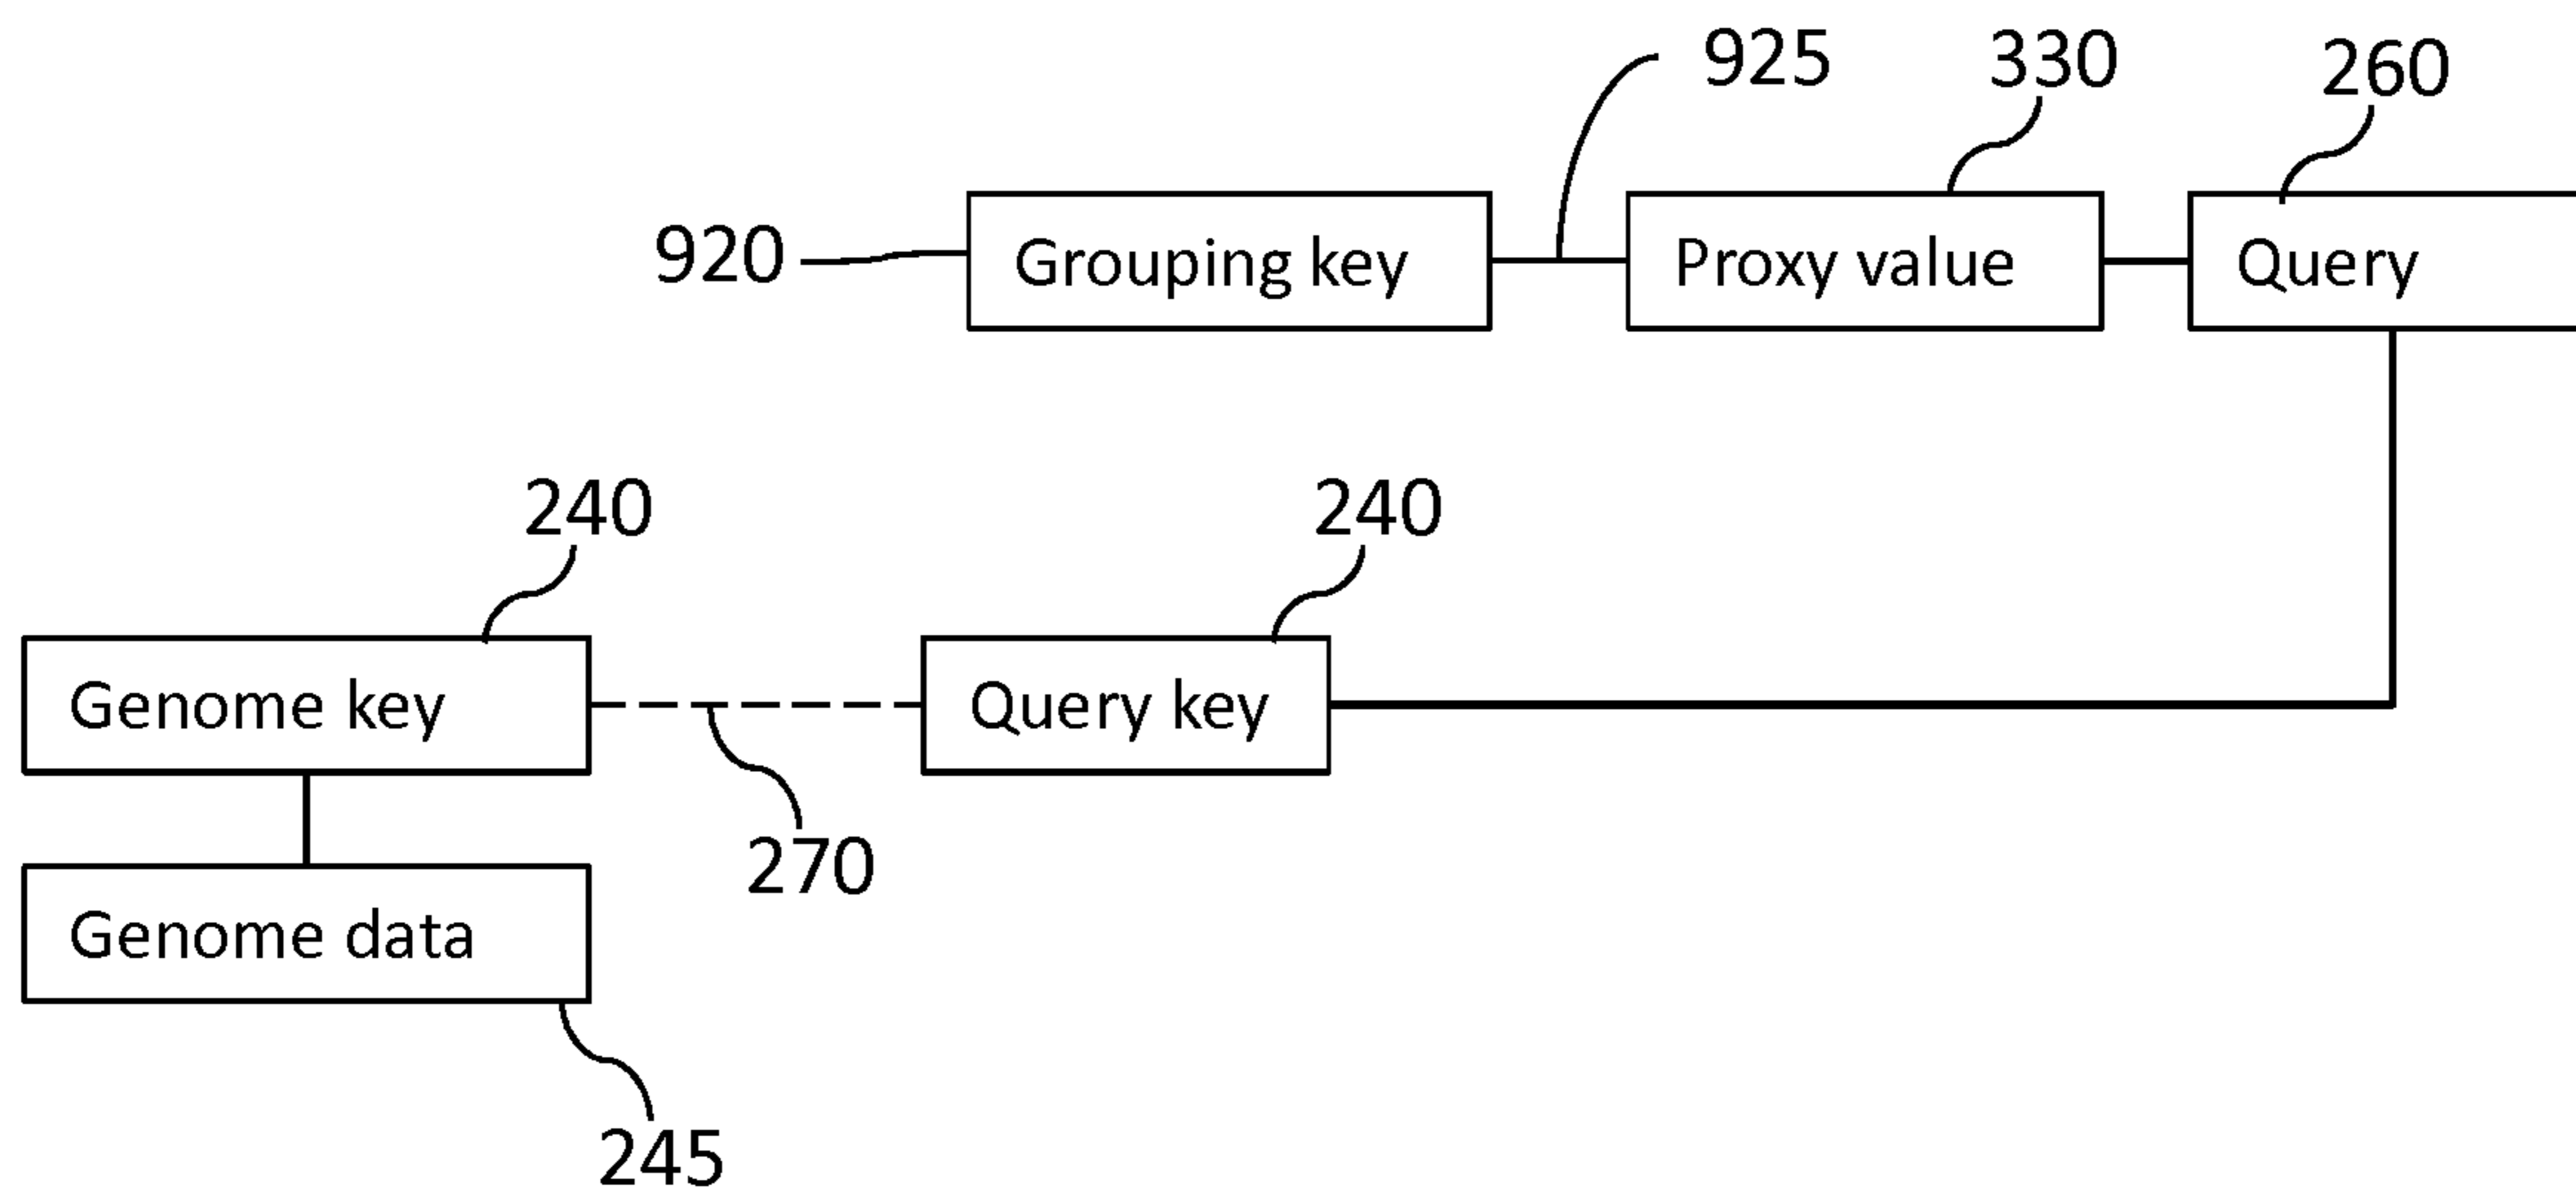 925
330
260
920
Grouping key
Proxy value
Query
240
240
Genome key
Query key
270
Genome data
245